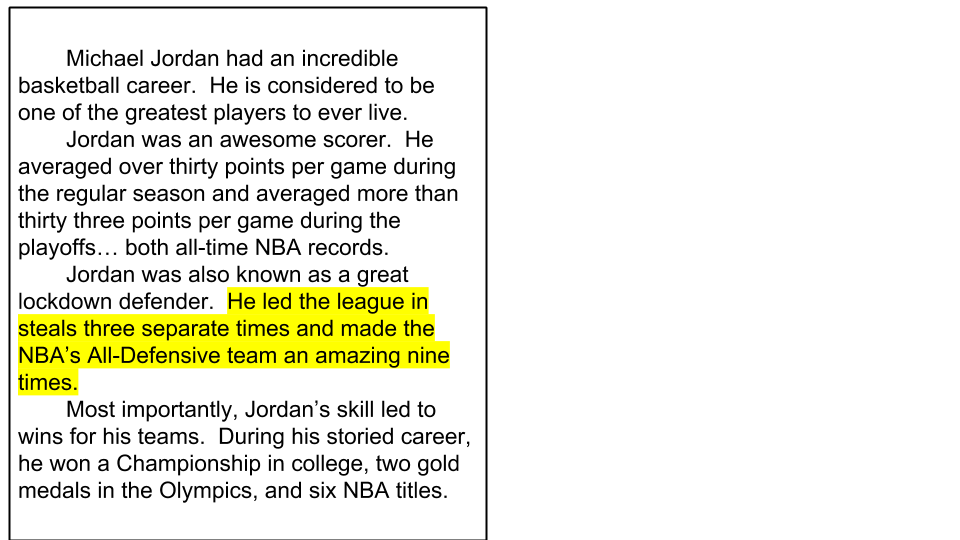 Michael Jordan had an incredible
basketball career.  He is considered to be
one of the greatest players to ever live.
Jordan was an awesome scorer.  He
averaged over thirty points per game during
the regular season and averaged more than
thirty three points per game during the
playoffs… both all-time NBA records.
Jordan was also known as a great
lockdown defender.  He led the league in
steals three separate times and made the
NBA’s All-Defensive team an amazing nine
times.
Most importantly, Jordan’s skill led to
wins for his teams.  During his storied career,
he won a Championship in college, two gold
medals in the Olympics, and six NBA titles.